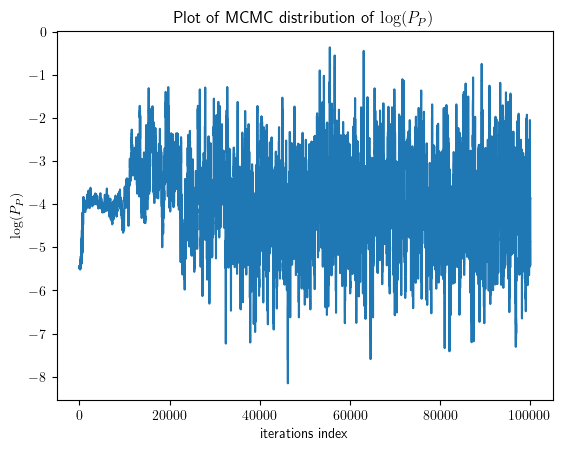 Plot of MCMC distribution of log(P_P)
0
−1
−2
−3
−4
−5
−6
−7
−8
log(P_P)
0 20000 40000 60000 80000 100000
iterations index